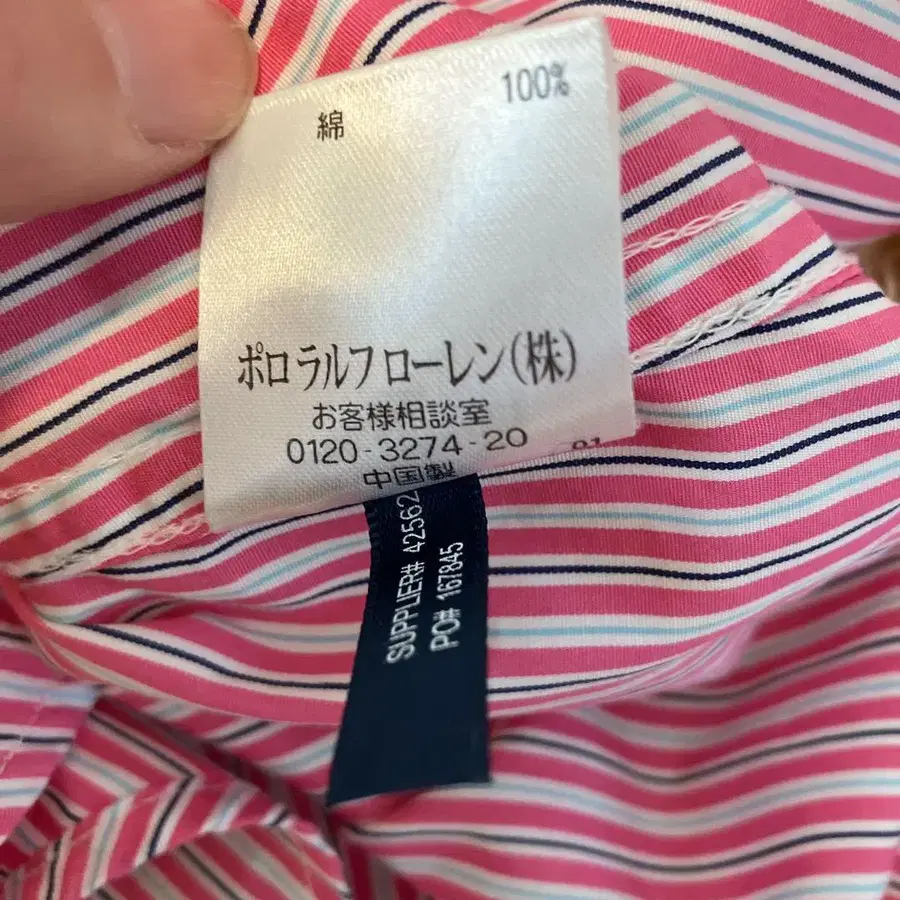 綿 100%
ポロ ラルフ ローレン(株)
お客様相談室
0120-3274-20
中国製
SUPPLIER# 42562
PO# 167845